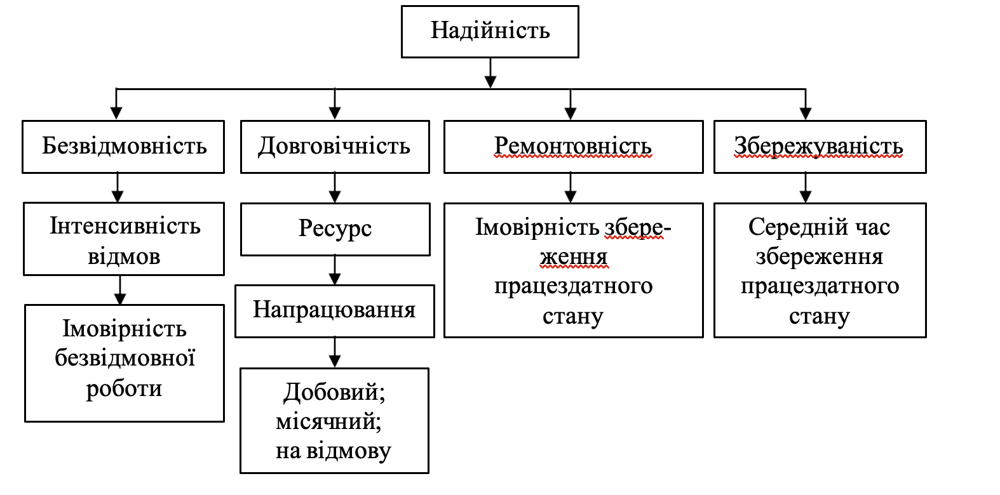 Надійність
Безвідмовність
Довговічність
Ремонтовність
Збережуваність
Інтенсивність
відмов
Ресурс
Імовірність збере-
ження
працездатного
стану
Середній час
збереження
працездатного
стану
Імовірність
безвідмовної
роботи
Напрацювання
Добовий;
місячний;
на відмову